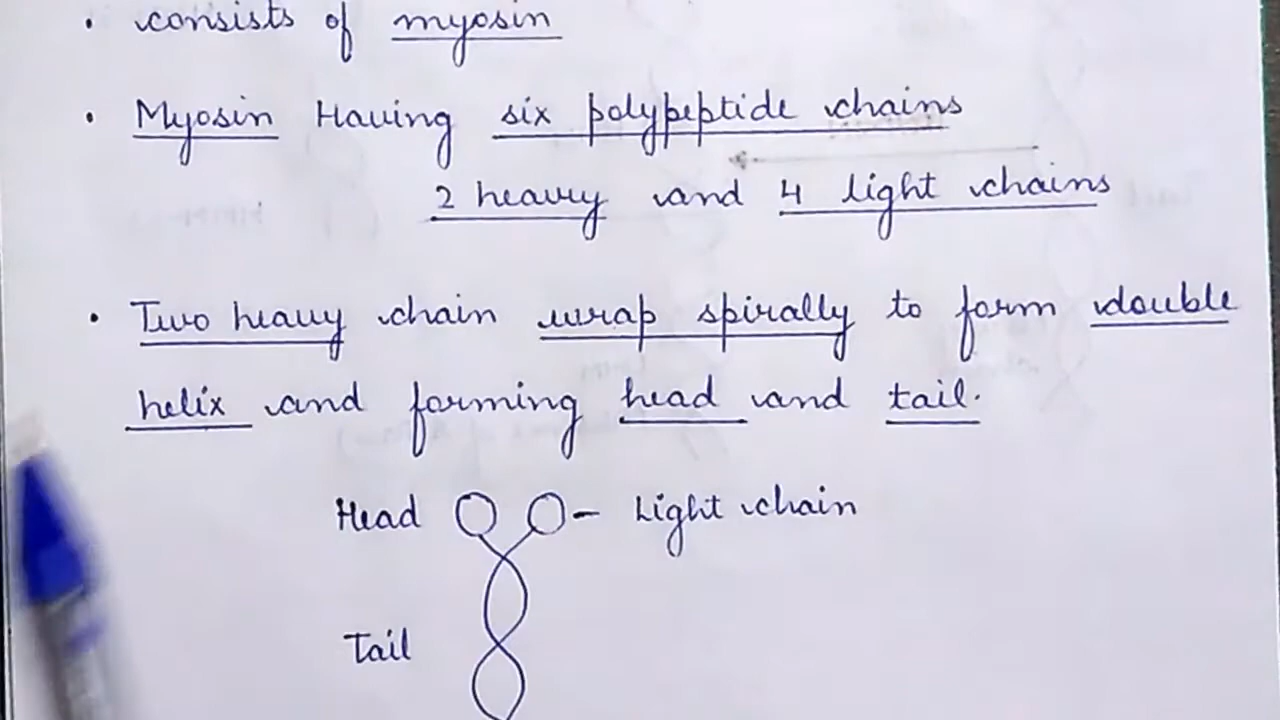 • consists of myosin
• Myosin Having six polypeptide chains
2 heavy and 4 light chains
• Two heavy chain wrap spirally to form double
helix and forming head and tail.
Head - Light chain
Tail